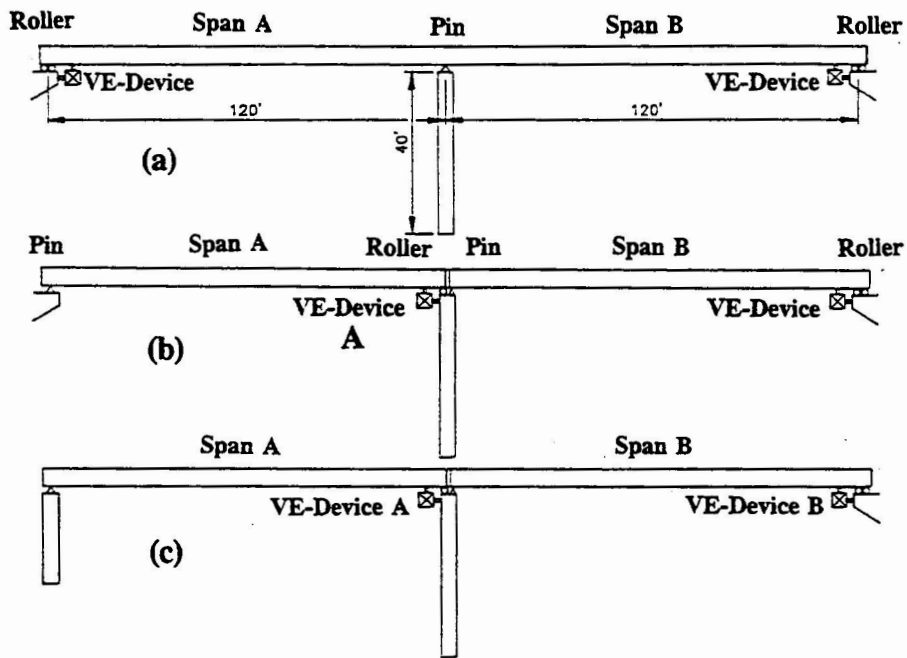 Roller Span A Pin Span B Roller
VE-Device VE-Device
120' 120'
40'
(a)
Pin Span A Roller Pin Span B Roller
VE-Device VE-Device
A
(b)
Span A Span B
VE-Device A VE-Device B
(c)